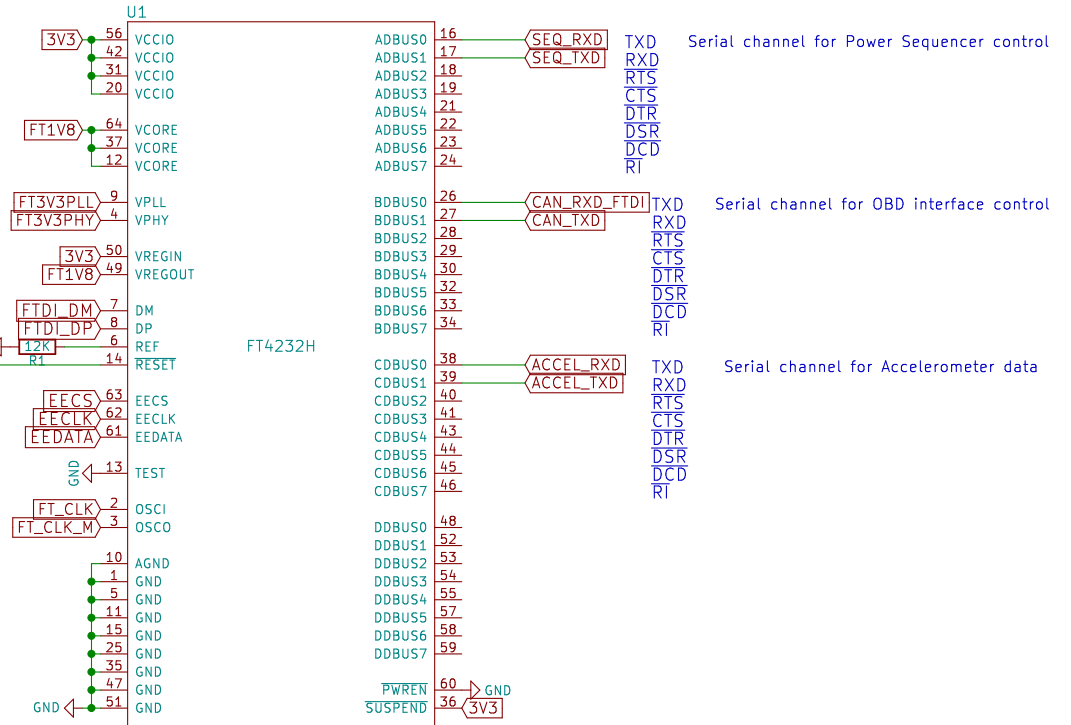 U1
3V3 56 VCCIO ADBUS0 16 SEQ_RXD TXD Serial channel for Power Sequencer control
42 VCCIO ADBUS1 17 SEQ_TXD RXD
31 VCCIO ADBUS2 18 RTS
20 VCCIO ADBUS3 19 CTS
ADBUS4 21 DTR
FT1V8 64 VCORE ADBUS5 22 DSR
37 VCORE ADBUS6 23 DCD
12 VCORE ADBUS7 24 RI
FT3V3PLL 9 VPLL BDBUS0 26 CAN_RXD_FTDI TXD Serial channel for OBD interface control
FT3V3PHY 4 VPHY BDBUS1 27 CAN_TXD RXD
BDBUS2 28 RTS
3V3 50 VREGIN BDBUS3 29 CTS
FT1V8 49 VREGOUT BDBUS4 30 DTR
BDBUS5 32 DSR
FTDI_DM 7 DM BDBUS6 33 DCD
FTDI_DP 8 DP BDBUS7 34 RI
12K 6 REF FT4232H
R1 14 RESET CDBUS0 38 ACCEL_RXD TXD Serial channel for Accelerometer data
CDBUS1 39 ACCEL_TXD RXD
EECS 63 EECS CDBUS2 40 RTS
EECLK 62 EECLK CDBUS3 41 CTS
EEDATA 61 EEDATA CDBUS4 43 DTR
CDBUS5 44 DSR
GND 13 TEST CDBUS6 45 DCD
CDBUS7 46 RI
FT_CLK 2 OSCI
FT_CLK_M 3 OSCO DDBUS0 48
DDBUS1 52
10 AGND DDBUS2 53
1 GND DDBUS3 54
5 GND DDBUS4 55
11 GND DDBUS5 57
15 GND DDBUS6 58
25 GND DDBUS7 59
35 GND
47 GND PWREN 60 GND
GND 51 GND SUSPEND 36 3V3